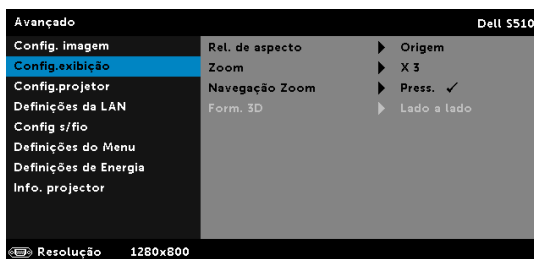 Avançado Dell S510
Config. imagem
Config.exibição
Config.projetor
Definições da LAN
Config s/fio
Definições do Menu
Definições de Energia
Info. projector
Rel. de aspecto Origem
Zoom X 3
Navegação Zoom Press. ✓
Form. 3D Lado a lado
Resolução 1280x800